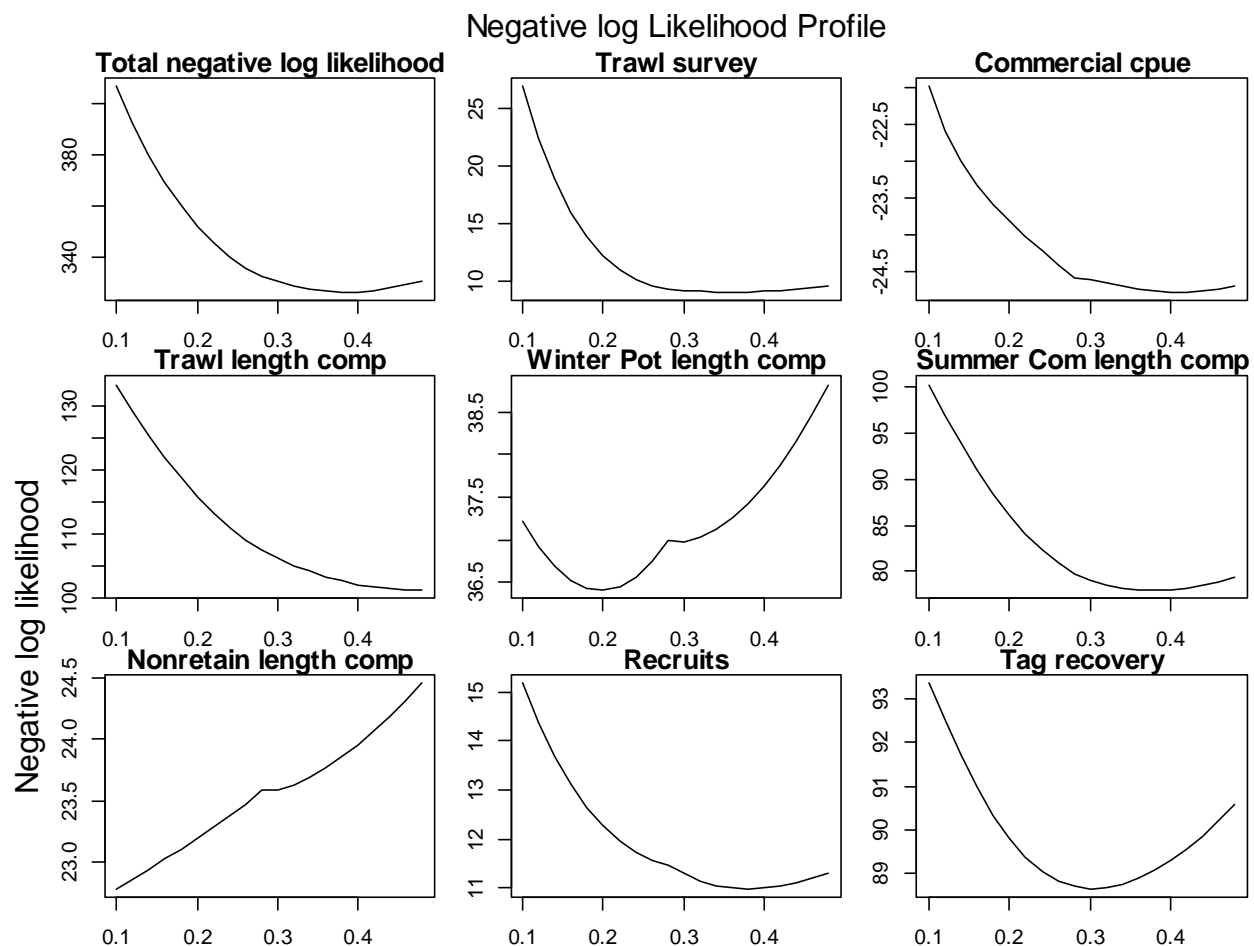 Negative log Likelihood Profile
Total negative log likelihood
Trawl survey
Commercial cpue
340
380
0.1 0.2 0.3 0.4
10
15
20
25
0.1 0.2 0.3 0.4
-24.5
-23.5
-22.5
0.1 0.2 0.3 0.4
Trawl length comp
Winter Pot length comp
Summer Com length comp
100
110
120
130
0.1 0.2 0.3 0.4
36.5
37.5
38.5
0.1 0.2 0.3 0.4
80
85
90
95
100
0.1 0.2 0.3 0.4
Nonretain length comp
Recruits
Tag recovery
23.0
23.5
24.0
24.5
0.1 0.2 0.3 0.4
11
12
13
14
15
0.1 0.2 0.3 0.4
89
90
91
92
93
0.1 0.2 0.3 0.4
Negative log likelihood